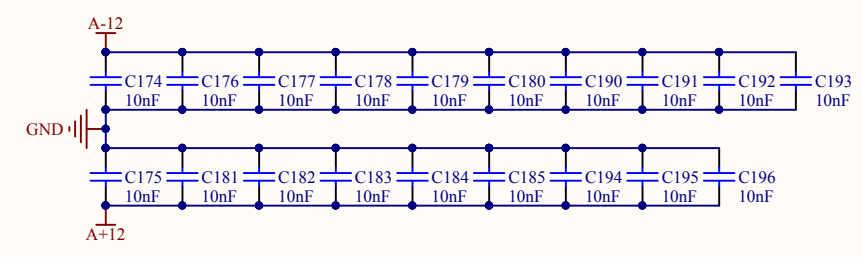 A-12
C174 C176 C177 C178 C179 C180 C190 C191 C192 C193
10nF 10nF 10nF 10nF 10nF 10nF 10nF 10nF 10nF 10nF
GND
C175 C181 C182 C183 C184 C185 C194 C195 C196
10nF 10nF 10nF 10nF 10nF 10nF 10nF 10nF 10nF
A+12